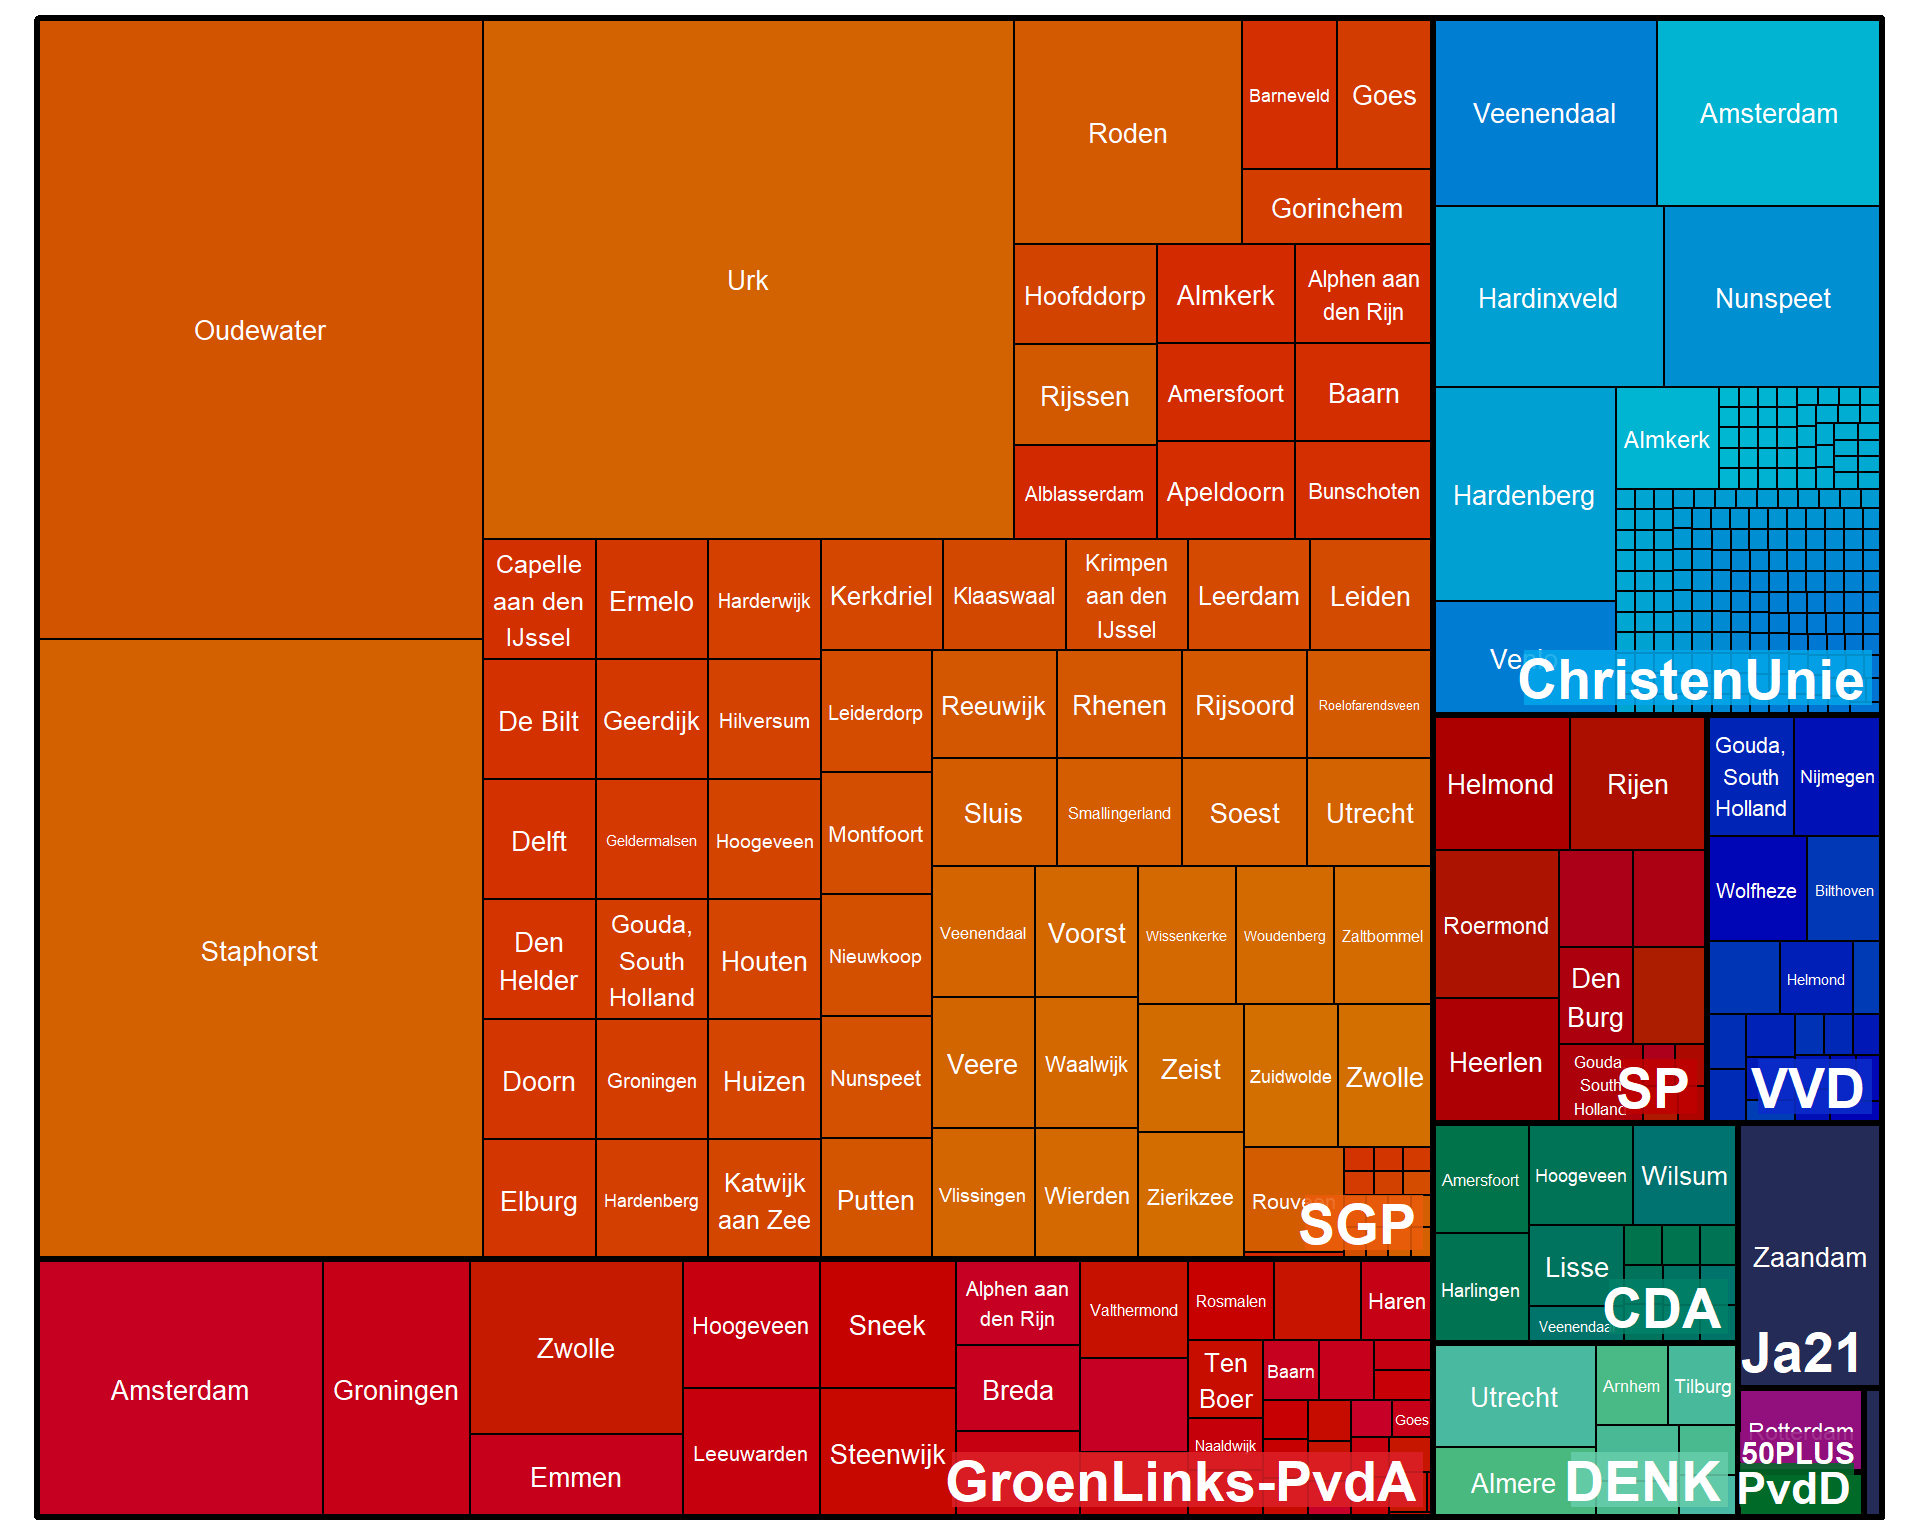 Oudewater
Staphorst
Urk
Roden
Barneveld
Goes
Gorinchem
Hoofddorp
Almkerk
Alphen aan
den Rijn
Rijssen
Amersfoort
Baarn
Alblasserdam
Apeldoorn
Bunschoten
Capelle
aan den
IJssel
Ermelo
Harderwijk
Kerkdriel
Klaaswaal
Krimpen
aan den
IJssel
Leerdam
Leiden
De Bilt
Geerdijk
Hilversum
Leiderdorp
Reeuwijk
Rhenen
Rijsoord
Roelofarendsveen
Delft
Geldermalsen
Hoogeveen
Montfoort
Sluis
Smallingerland
Soest
Utrecht
Den
Helder
Gouda,
South
Holland
Houten
Nieuwkoop
Veenendaal
Voorst
Wissenkerke
Woudenberg
Zaltbommel
Doorn
Groningen
Huizen
Nunspeet
Veere
Waalwijk
Zeist
Zuidwolde
Zwolle
Elburg
Hardenberg
Katwijk
aan Zee
Putten
Vlissingen
Wierden
Zierikzee
Rouveen
SGP
Amsterdam
Groningen
Zwolle
Emmen
Hoogeveen
Leeuwarden
Sneek
Steenwijk
Alphen aan
den Rijn
Breda
Valthermond
Rosmalen
Haren
Ten
Boer
Baarn
Goes
Naaldwijk
GroenLinks-PvdA
Veenendaal
Amsterdam
Hardinxveld
Nunspeet
Hardenberg
Almkerk
Venlo
ChristenUnie
Helmond
Rijen
Roermond
Den
Burg
Heerlen
Gouda
South
Holland
SP
Gouda,
South
Holland
Nijmegen
Wolfheze
Bilthoven
Helmond
VVD
Amersfoort
Hoogeveen
Wilsum
Harlingen
Lisse
Veenendaal
CDA
Zaandam
Ja21
Utrecht
Arnhem
Tilburg
Almere
DENK
Rotterdam
50PLUS
PvdD